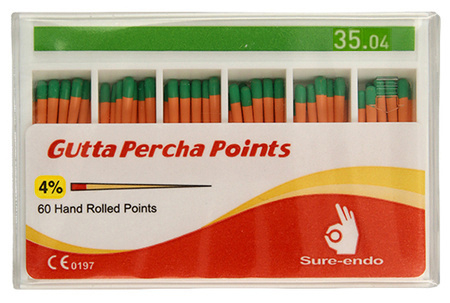 35.04
Gutta Percha Points
4%
60 Hand Rolled Points
CE 0197
Sure-endo